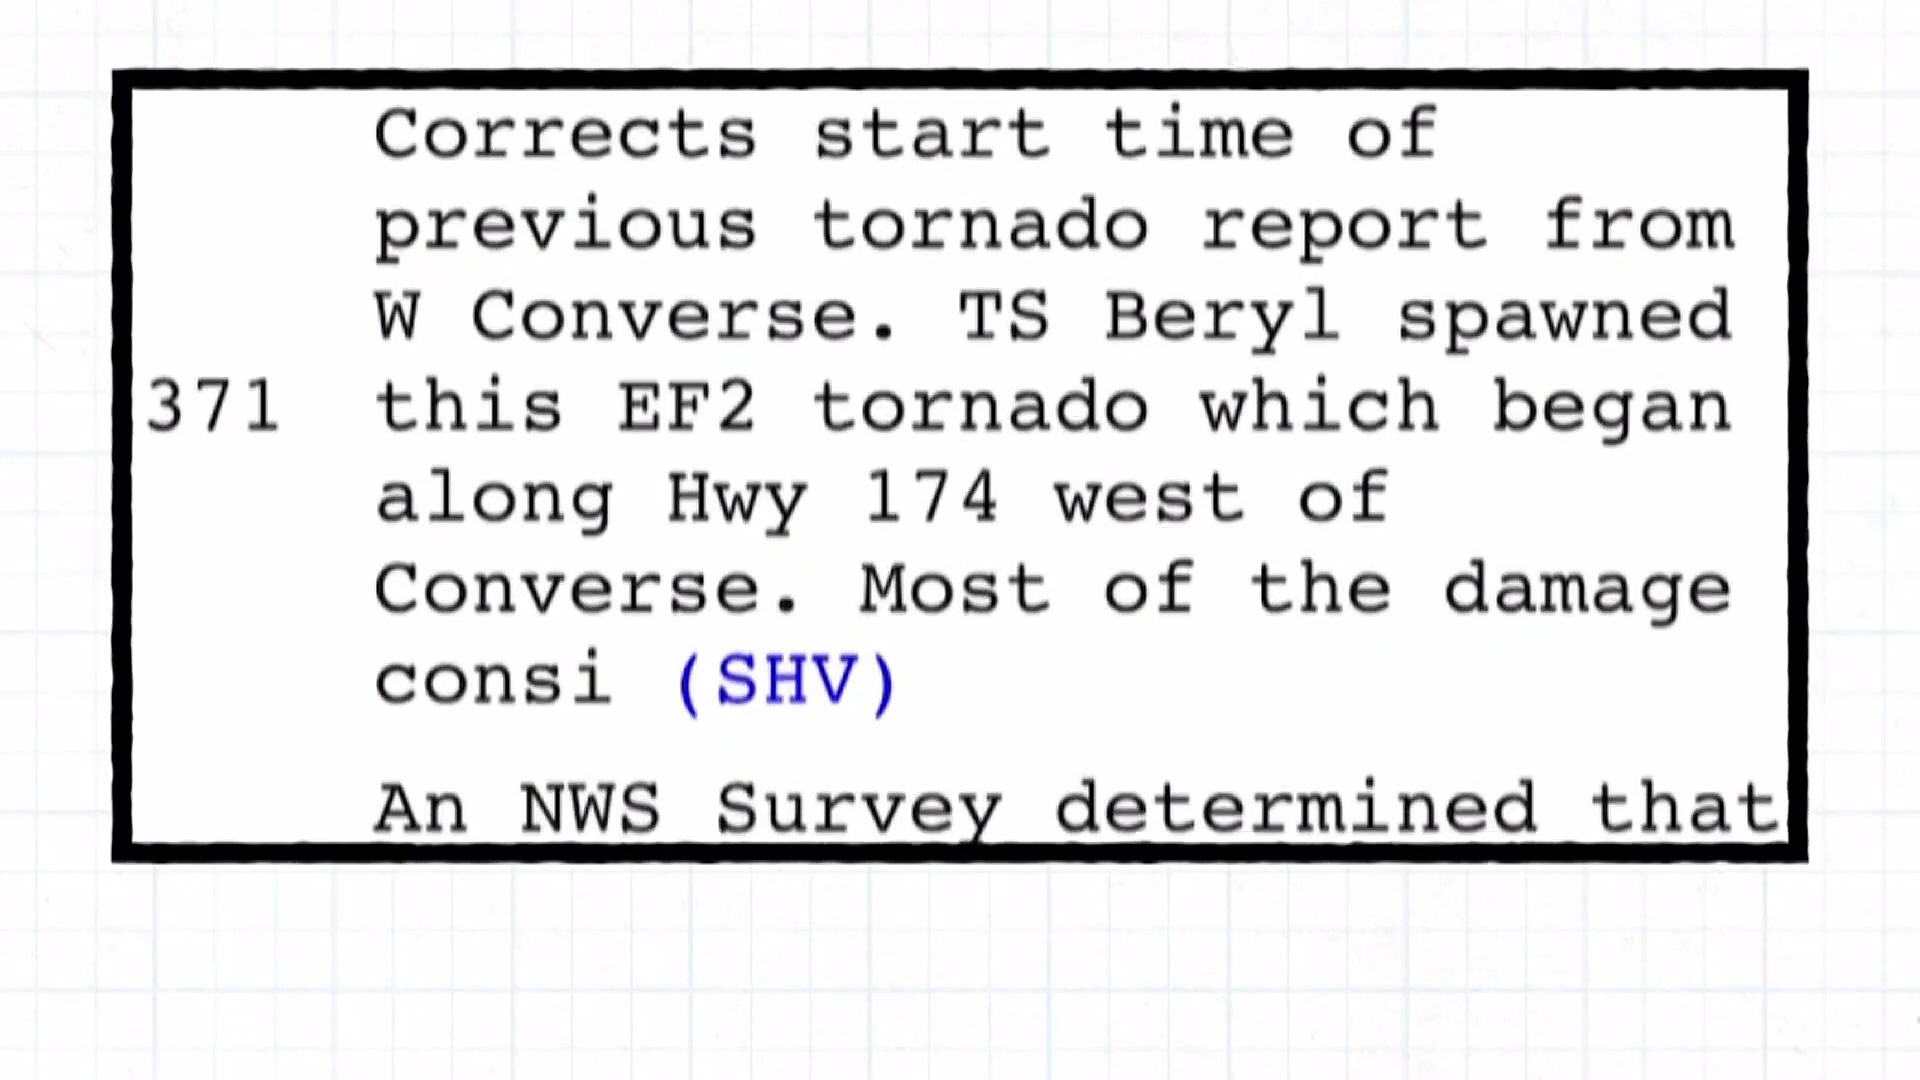 Corrects start time of
previous tornado report from
W Converse. TS Beryl spawned
371 this EF2 tornado which began
along Hwy 174 west of
Converse. Most of the damage
consi (SHV)
An NWS Survey determined that